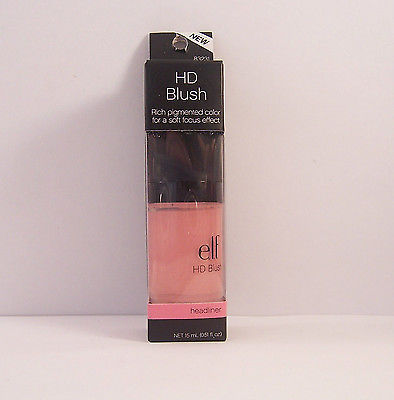 NEW
HD
Blush
Rich pigmented color
for a soft focus effect
e.l.f
HD Blush
headliner
NET 15 mL (0.51 fl oz)